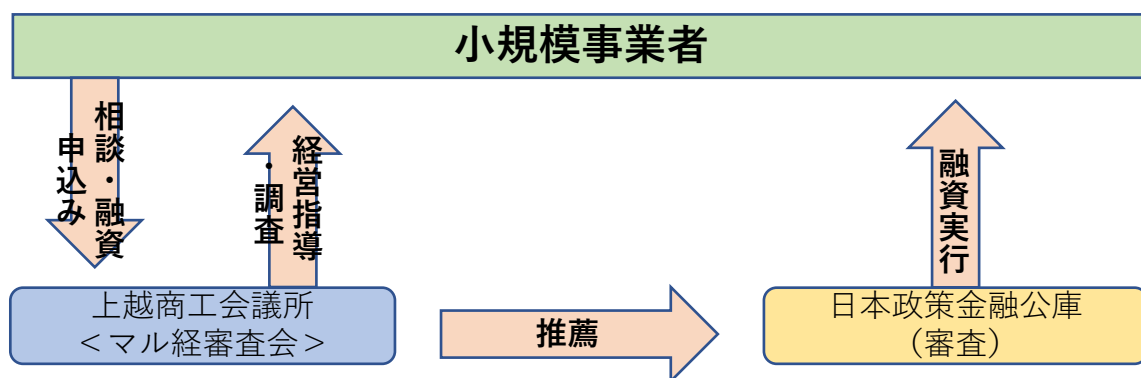 小規模事業者
相談・融資
申込み
経営指導
・調査
融資実行
上越商工会議所
＜マル経審査会＞
推薦
日本政策金融公庫
（審査）